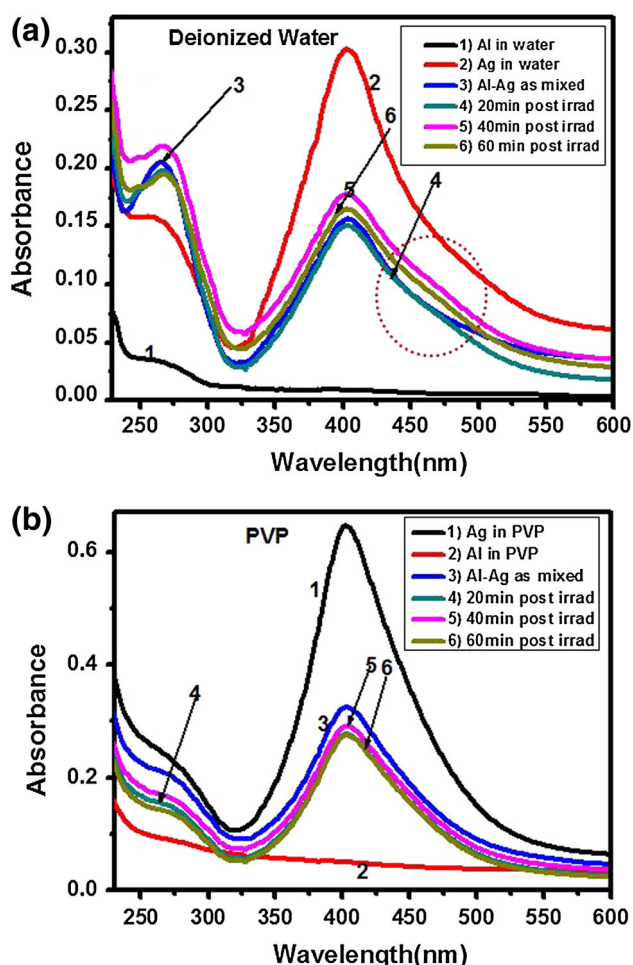 (a)
Deionized Water
1) Al in water
2) Ag in water
3) Al-Ag as mixed
4) 20min post irrad
5) 40min post irrad
6) 60 min post irrad
3
2
6
5
4
1
Absorbance
0.30
0.25
0.20
0.15
0.10
0.05
0.00
250 300 350 400 450 500 550 600
Wavelength(nm)
(b)
PVP
1) Ag in PVP
2) Al in PVP
3) Al-Ag as mixed
4) 20min post irrad
5) 40min post irrad
6) 60min post irrad
1
4
5
6
3
2
Absorbance
0.6
0.4
0.2
0.0
250 300 350 400 450 500 550 600
Wavelength(nm)